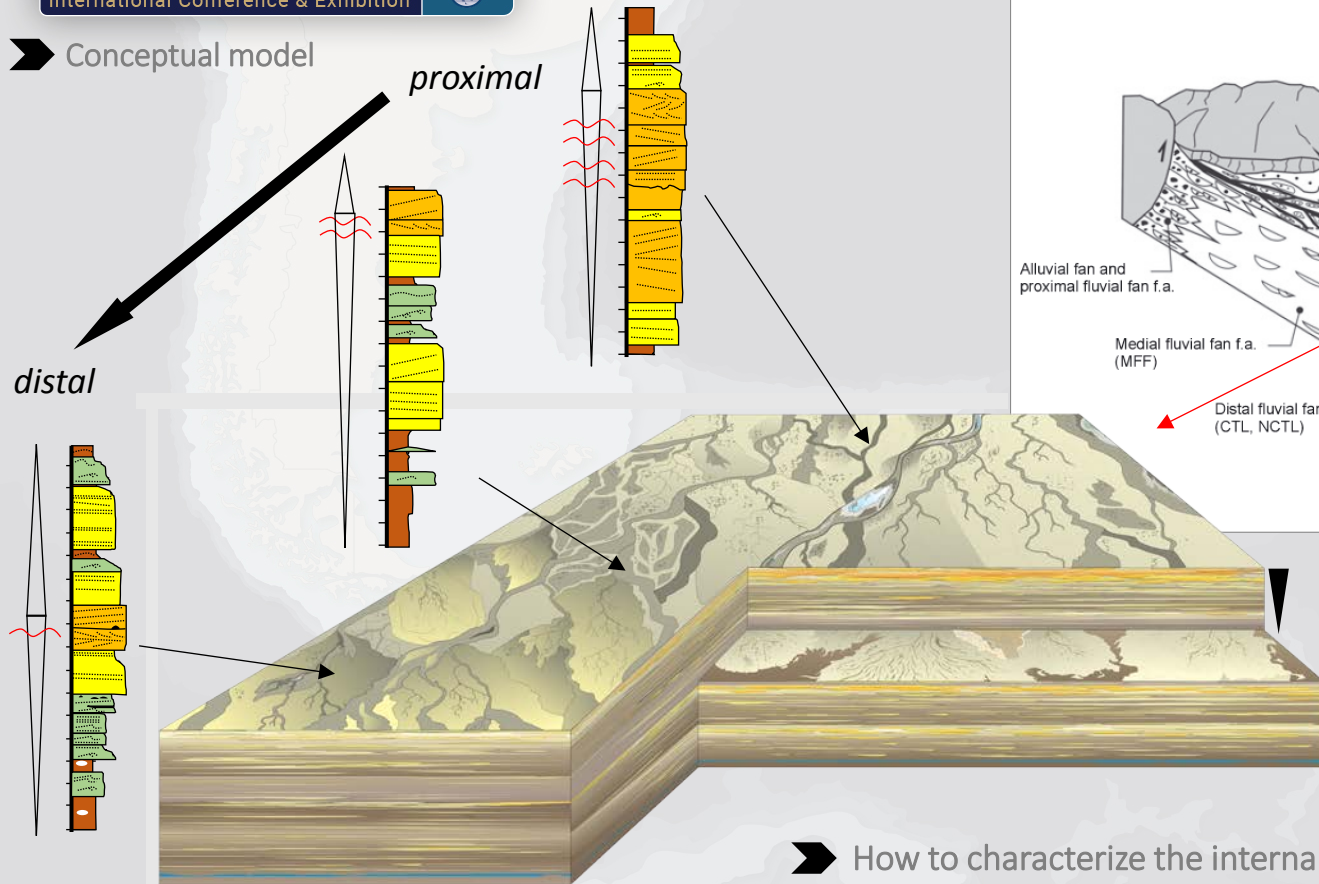 International Conference & Exhibition
Conceptual model
proximal
distal
1
Alluvial fan and
proximal fluvial fan f.a.
Medial fluvial fan f.a.
(MFF)
Distal fluvial fan
(CTL, NCTL)
How to characterize the interna